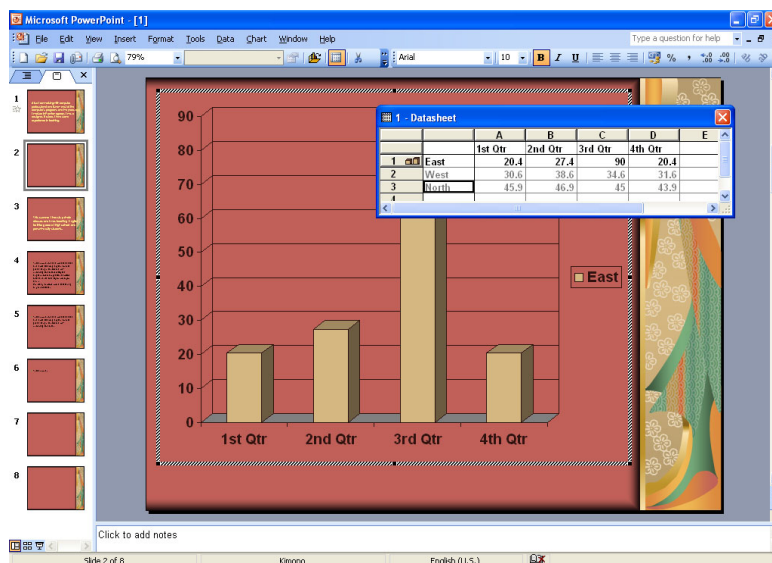 Microsoft PowerPoint - [1]
File Edit View Insert Format Tools Data Chart Window Help
Type a question for help
79%
Arial
10
B I U
1 - Datasheet
A B C D E
1st Qtr 2nd Qtr 3rd Qtr 4th Qtr
1 East 20.4 27.4 90 20.4
2 West 30.6 38.6 34.6 31.6
3 North 45.9 46.9 45 43.9
4
90
80
70
60
50
40
30
20
10
0
1st Qtr 2nd Qtr 3rd Qtr 4th Qtr
East
1
2
3
4
5
6
7
8
Click to add notes
Slide 2 of 8
Kimono
English (U.S.)